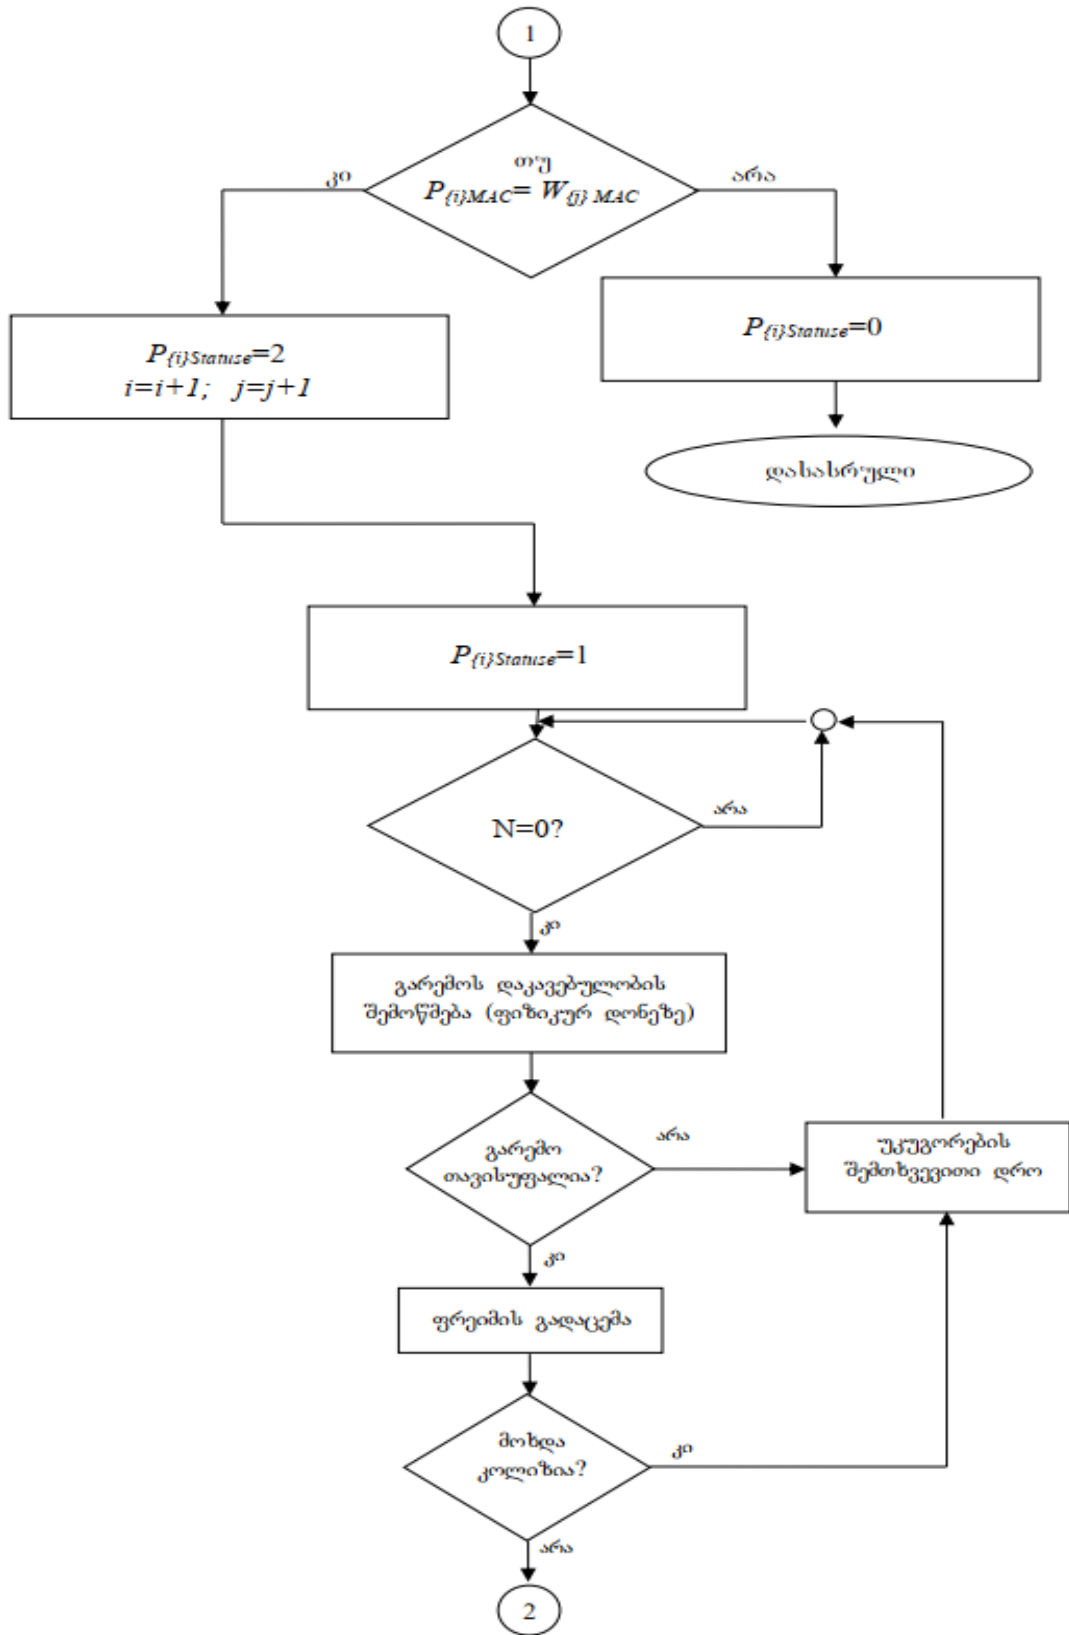 1
თუ
P{i}MAC= W{j} MAC
კი
არა
P{i}Statuse=0
P{i}Statuse=2
i=i+1; j=j+1
დასასრული
P{i}Statuse=1
N=0?
არა
კი
გარემოს დაკავებულობის
შემოწმება (ფიზიკურ დონეზე)
გარემო
თავისუფალია?
არა
უკუგორების
შემთხვევითი დრო
კი
ფრეიმის გადაცემა
მოხდა
კოლიზია?
კი
არა
2